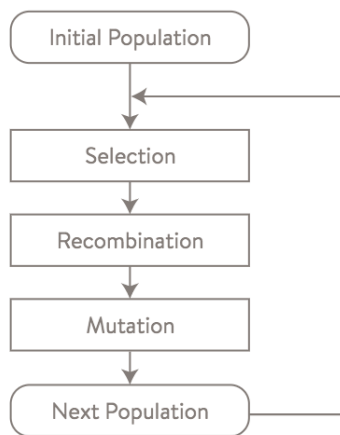 Initial Population
Selection
Recombination
Mutation
Next Population